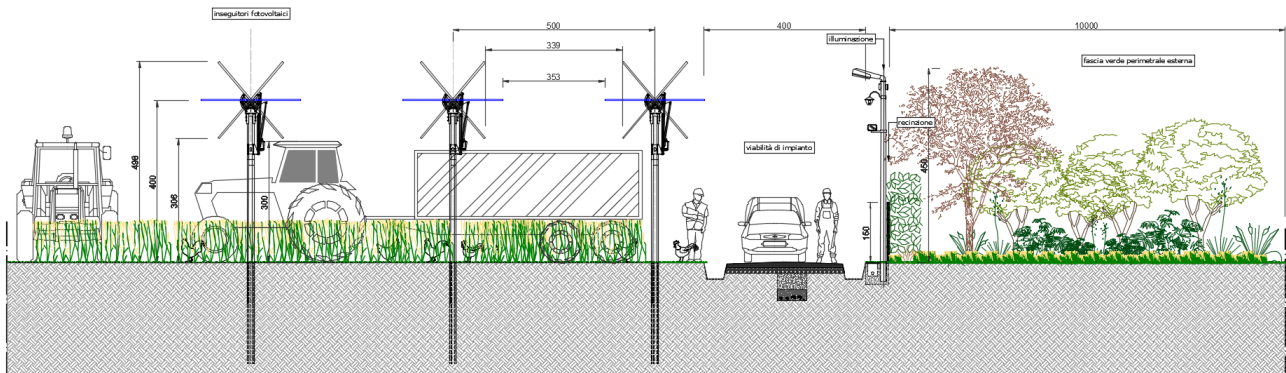 inseguitori fotovoltaici
500
400
10000
illuminazione
339
353
fascia verde perimetrale esterna
recinzione
viabilità di impianto
498
400
306
300
450
160